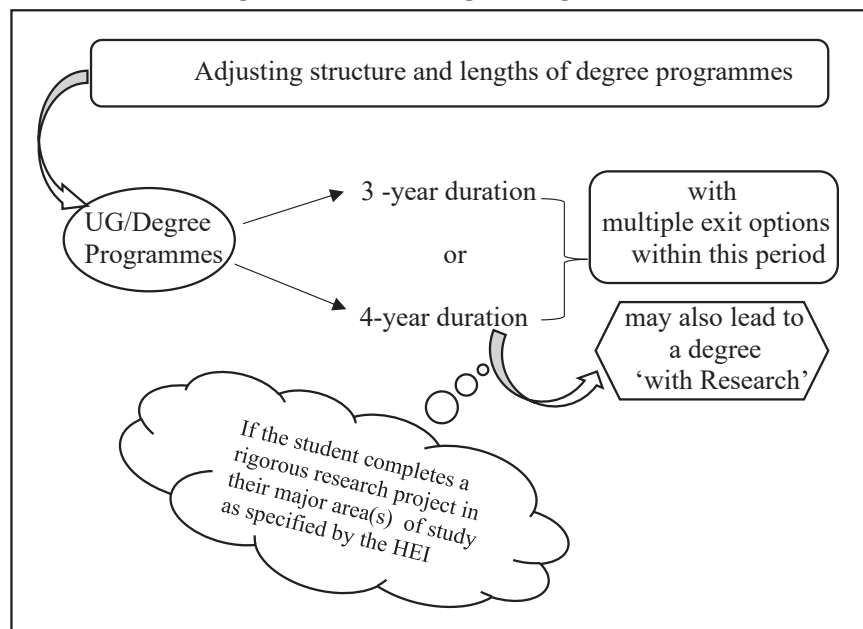 Adjusting structure and lengths of degree programmes
UG/Degree
Programmes
3 -year duration
or
4-year duration
with
multiple exit options
within this period
may also lead to
a degree
‘with Research’
If the student completes a
rigorous research project in
their major area(s) of study
as specified by the HEI